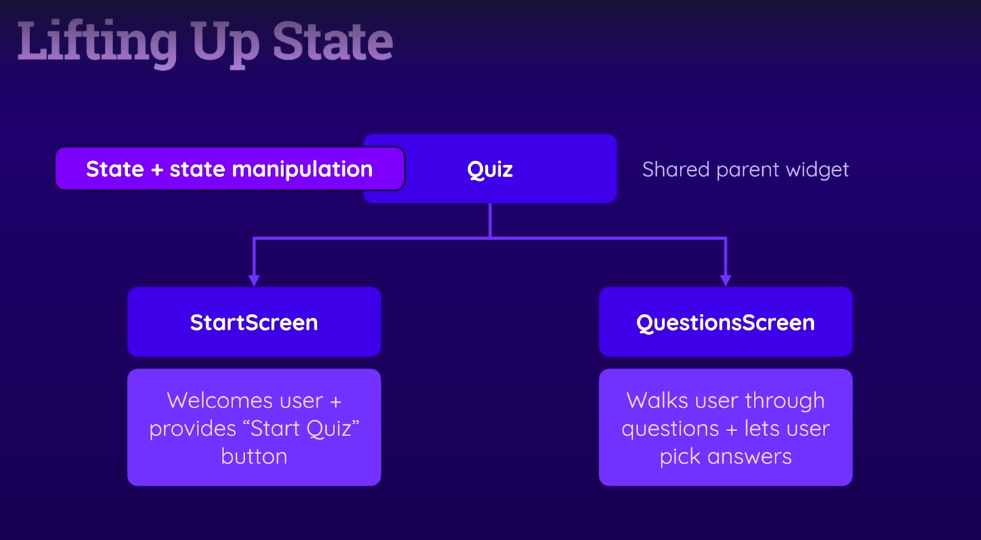 Lifting Up State
State + state manipulation
Quiz
Shared parent widget
StartScreen
QuestionsScreen
Welcomes user +
provides “Start Quiz”
button
Walks user through
questions + lets user
pick answers